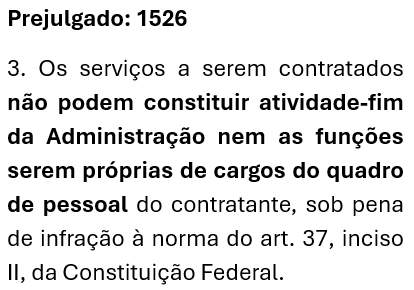 Prejulgado: 1526
3. Os serviços a serem contratados
não podem constituir atividade-fim
da Administração nem as funções
serem próprias de cargos do quadro
de pessoal do contratante, sob pena
de infração à norma do art. 37, inciso
II, da Constituição Federal.